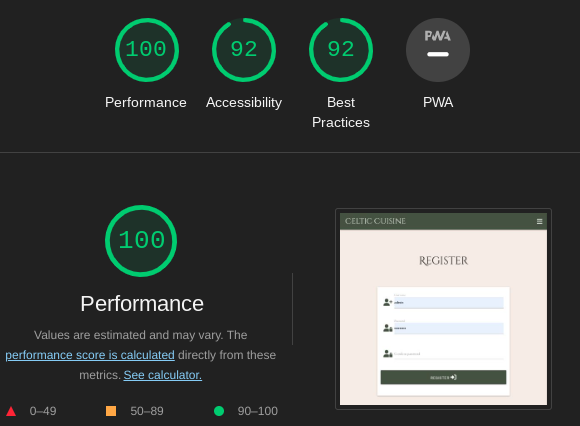 100
92
92
PWA
Performance
Accessibility
Best
Practices
PWA
100
Performance
Values are estimated and may vary. The
performance score is calculated directly from these
metrics. See calculator.
0–49
50–89
90–100
Celtic Cuisine
Register
REGISTER